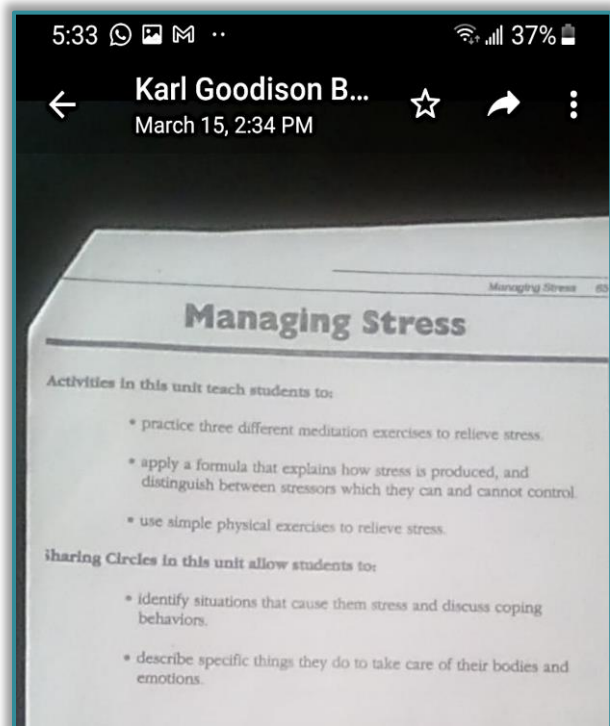 5:33
37%
Karl Goodison B...
March 15, 2:34 PM
Managing Stress 65
Managing Stress
Activities in this unit teach students to:
* practice three different meditation exercises to relieve stress.
* apply a formula that explains how stress is produced, and
distinguish between stressors which they can and cannot control.
* use simple physical exercises to relieve stress.
Sharing Circles in this unit allow students to:
* identify situations that cause them stress and discuss coping
behaviors.
* describe specific things they do to take care of their bodies and
emotions.